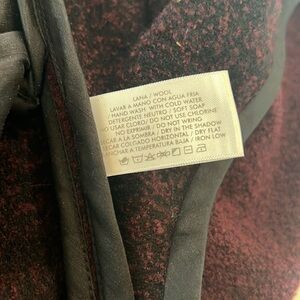 LANA / WOOL
LAVAR A MANO CON AGUA FRIA
/ HAND WASH WITH COLD WATER
DETERGENTE NEUTRO / SOFT SOAP
NO USAR CLORO / DO NOT WRING
NO EXPRIMIR / DO NOT WRING
SECAR A LA SOMBRA / DRY IN THE SHADOW
SECAR COLGADO HORIZONTAL / DRY FLAT
PLANCHAR A TEMPERATURA BAJA / IRON LOW